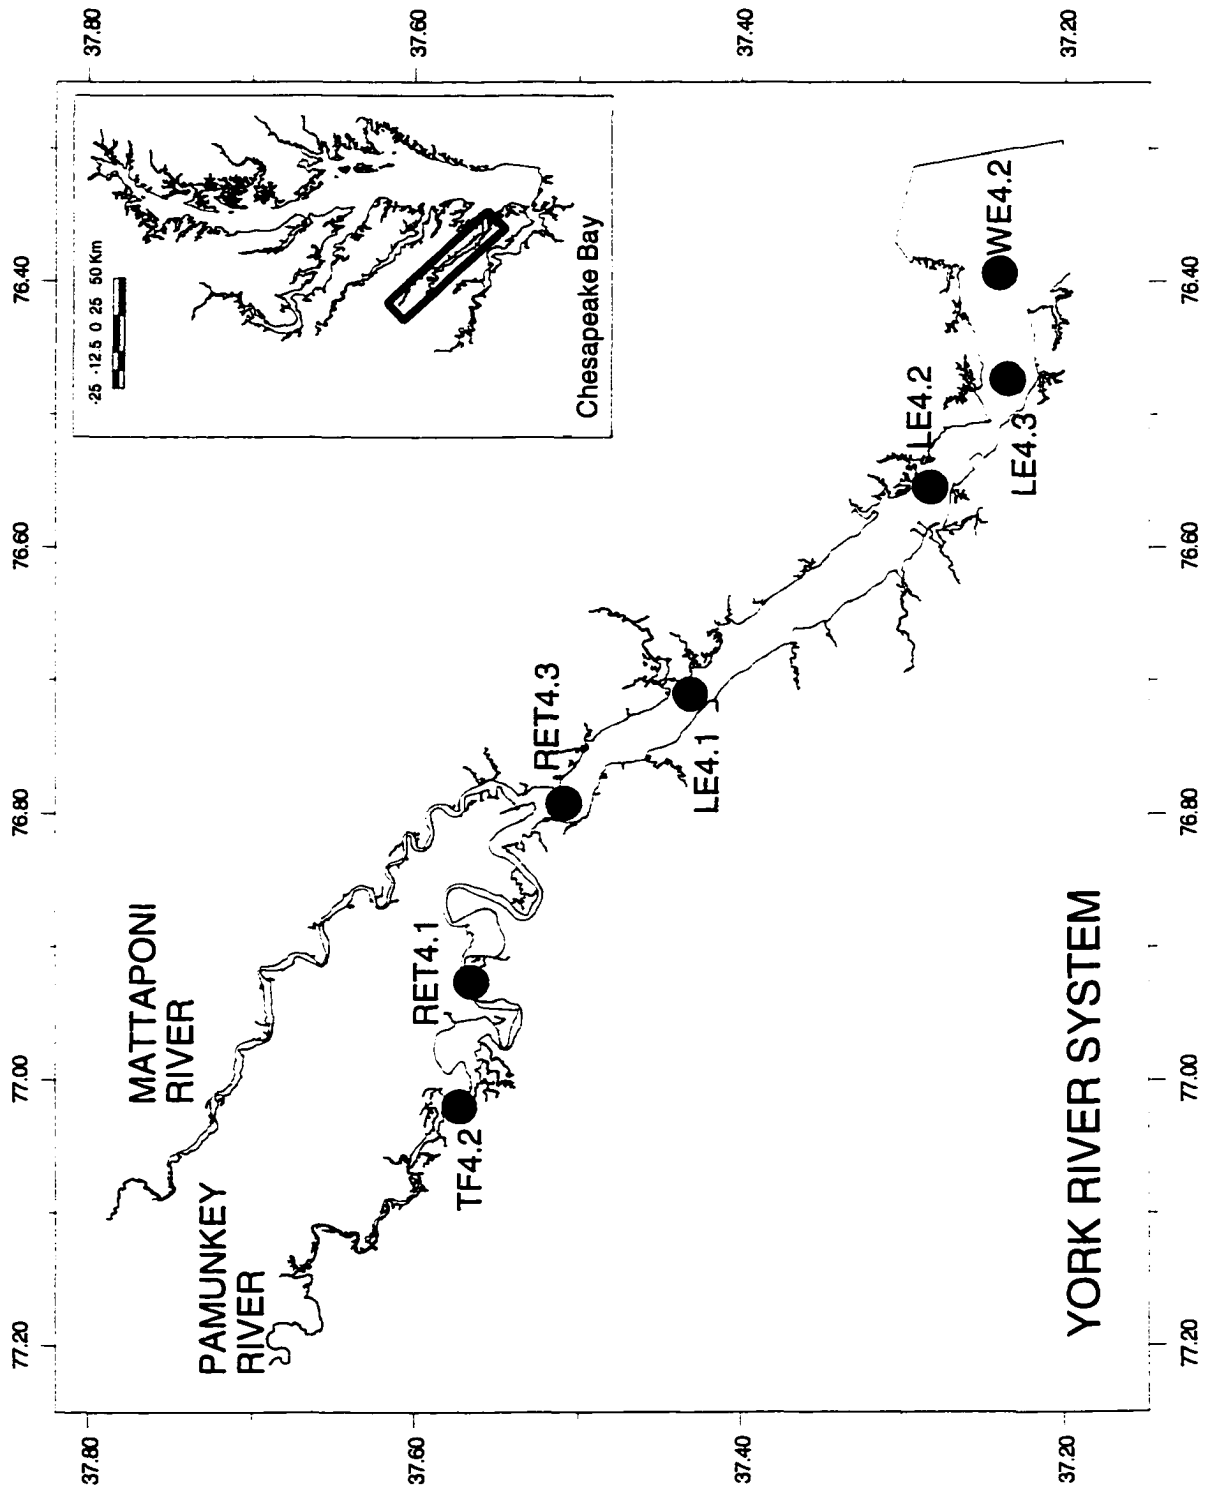 77.20
77.00
76.80
76.60
76.40
37.80
37.80
MATTAPONI
RIVER
PAMUNKEY
RIVER
-25 -12.5 0 25 50 Km
Chesapeake Bay
37.60
37.60
TF4.2
RET4.1
RET4.3
LE4.1
LE4.2
LE4.3
WE4.2
37.40
37.40
YORK RIVER SYSTEM
37.20
37.20
77.20
77.00
76.80
76.60
76.40